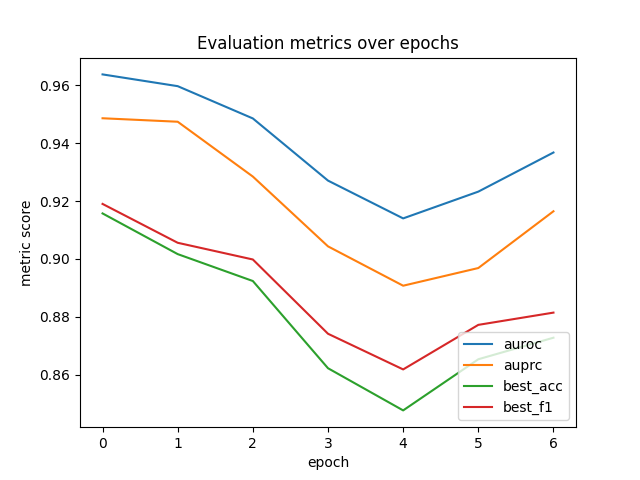 Evaluation metrics over epochs
metric score
0.96
0.94
0.92
0.90
0.88
0.86
0 1 2 3 4 5 6
epoch
auroc
auprc
best_acc
best_f1